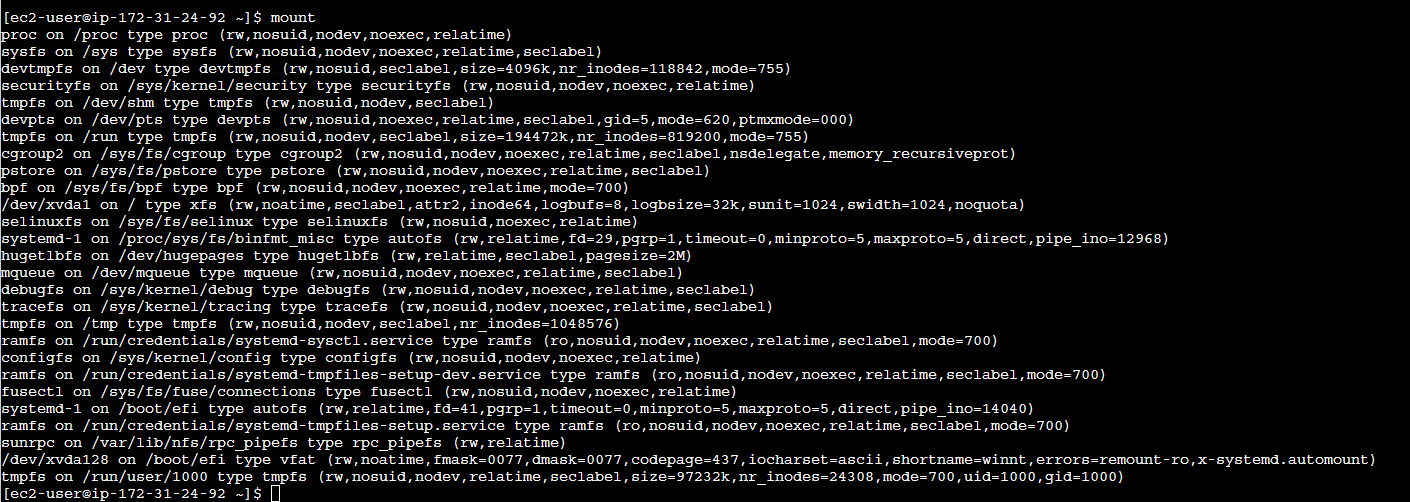 [ec2-user@ip-172-31-24-92 ~]$ mount
proc on /proc type proc (rw,nosuid,nodev,noexec,relatime)
sysfs on /sys type sysfs (rw,nosuid,nodev,noexec,relatime,seclabel)
devtmpfs on /dev type devtmpfs (rw,nosuid,seclabel,size=4096k,nr_inodes=118842,mode=755)
securityfs on /sys/kernel/security type securityfs (rw,nosuid,nodev,noexec,relatime)
tmpfs on /dev/shm type tmpfs (rw,nosuid,nodev,seclabel)
devpts on /dev/pts type devpts (rw,nosuid,noexec,relatime,seclabel,gid=5,mode=620,ptmxmode=000)
tmpfs on /run type tmpfs (rw,nosuid,nodev,seclabel,size=194472k,nr_inodes=819200,mode=755)
cgroup2 on /sys/fs/cgroup type cgroup2 (rw,nosuid,nodev,noexec,relatime,seclabel,nsdelegate,memory_recursiveprot)
pstore on /sys/fs/pstore type pstore (rw,nosuid,nodev,noexec,relatime,seclabel)
bpf on /sys/fs/bpf type bpf (rw,nosuid,nodev,noexec,relatime,mode=700)
/dev/xvda1 on / type xfs (rw,noatime,seclabel,attr2,inode64,logbufs=8,logbsize=32k,sunit=1024,swidth=1024,noquota)
selinuxfs on /sys/fs/selinux type selinuxfs (rw,nosuid,noexec,relatime)
systemd-1 on /proc/sys/fs/binfmt_misc type autofs (rw,relatime,fd=29,pgrp=1,timeout=0,minproto=5,maxproto=5,direct,pipe_ino=12968)
hugetlbfs on /dev/hugepages type hugetlbfs (rw,relatime,seclabel,pagesize=2M)
mqueue on /dev/mqueue type mqueue (rw,nosuid,nodev,noexec,relatime,seclabel)
debugfs on /sys/kernel/debug type debugfs (rw,nosuid,nodev,noexec,relatime,seclabel)
tracefs on /sys/kernel/tracing type tracefs (rw,nosuid,nodev,noexec,relatime,seclabel)
tmpfs on /tmp type tmpfs (rw,nosuid,nodev,seclabel,nr_inodes=1048576)
ramfs on /run/credentials/systemd-sysctl.service type ramfs (ro,nosuid,nodev,noexec,relatime,seclabel,mode=700)
configfs on /sys/kernel/config type configfs (rw,nosuid,nodev,noexec,relatime)
ramfs on /run/credentials/systemd-tmpfiles-setup-dev.service type ramfs (ro,nosuid,nodev,noexec,relatime,seclabel,mode=700)
fusectl on /sys/fs/fuse/connections type fusectl (rw,nosuid,nodev,noexec,relatime)
systemd-1 on /boot/efi type autofs (rw,relatime,fd=41,pgrp=1,timeout=0,minproto=5,maxproto=5,direct,pipe_ino=14040)
ramfs on /run/credentials/systemd-tmpfiles-setup.service type ramfs (ro,nosuid,nodev,noexec,relatime,seclabel,mode=700)
sunrpc on /var/lib/nfs/rpc_pipefs type rpc_pipefs (rw,relatime)
/dev/xvda128 on /boot/efi type vfat (rw,noatime,fmask=0077,dmask=0077,codepage=437,iocharset=ascii,shortname=winnt,errors=remount-ro,x-systemd.automount)
tmpfs on /run/user/1000 type tmpfs (rw,nosuid,nodev,relatime,seclabel,size=97232k,nr_inodes=24308,mode=700,uid=1000,gid=1000)
[ec2-user@ip-172-31-24-92 ~]$